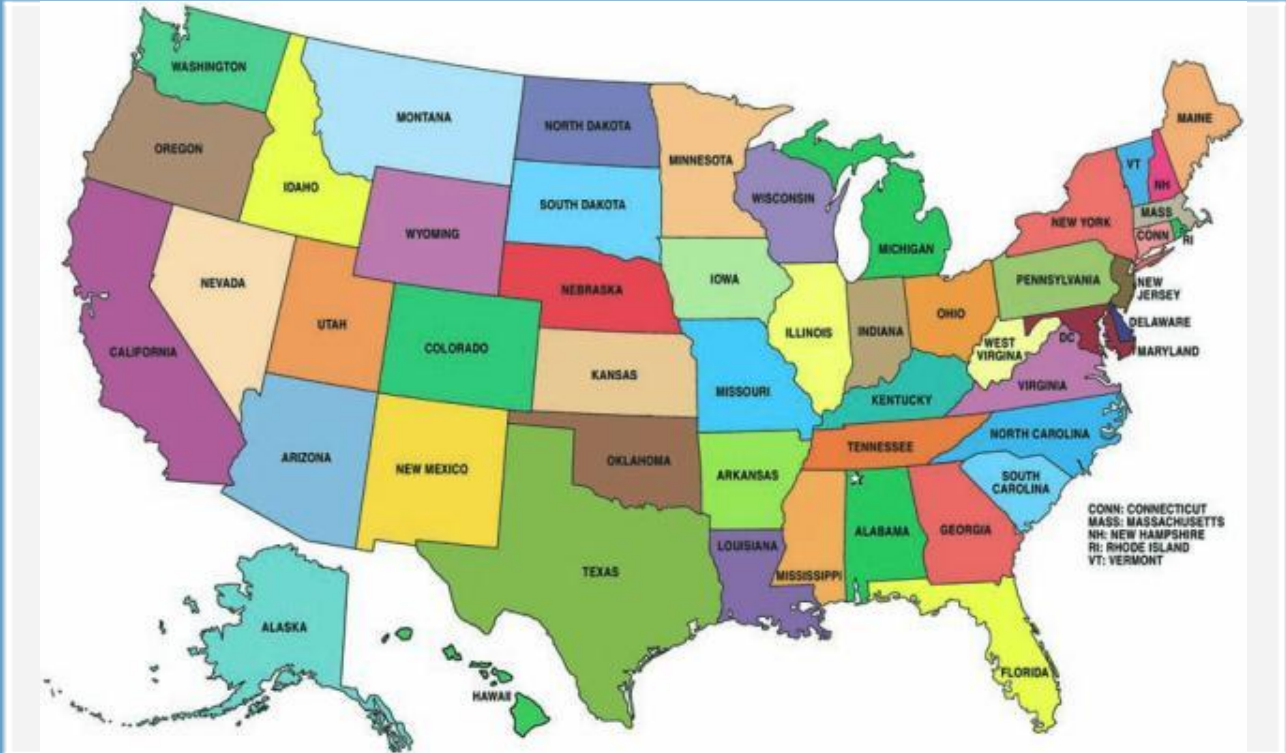 WASHINGTON
MONTANA
NORTH DAKOTA
MINNESOTA
MAINE
OREGON
IDAHO
SOUTH DAKOTA
WISCONSIN
MICHIGAN
VT
NH
NEW YORK
MASS
CONN
RI
WYOMING
NEVADA
UTAH
COLORADO
NEBRASKA
IOWA
ILLINOIS
INDIANA
OHIO
PENNSYLVANIA
NEW
JERSEY
DELAWARE
MARYLAND
DC
WEST
VIRGINA
VIRGINIA
CALIFORNIA
KANSAS
MISSOURI
KENTUCKY
ARIZONA
NEW MEXICO
OKLAHOMA
ARKANSAS
TENNESSEE
NORTH CAROLINA
SOUTH
CAROLINA
TEXAS
LOUISIANA
MISSISSIPPI
ALABAMA
GEORGIA
FLORIDA
ALASKA
HAWAII
CONN: CONNECTICUT
MASS: MASSACHUSETTS
NH: NEW HAMPSHIRE
RI: RHODE ISLAND
VT: VERMONT